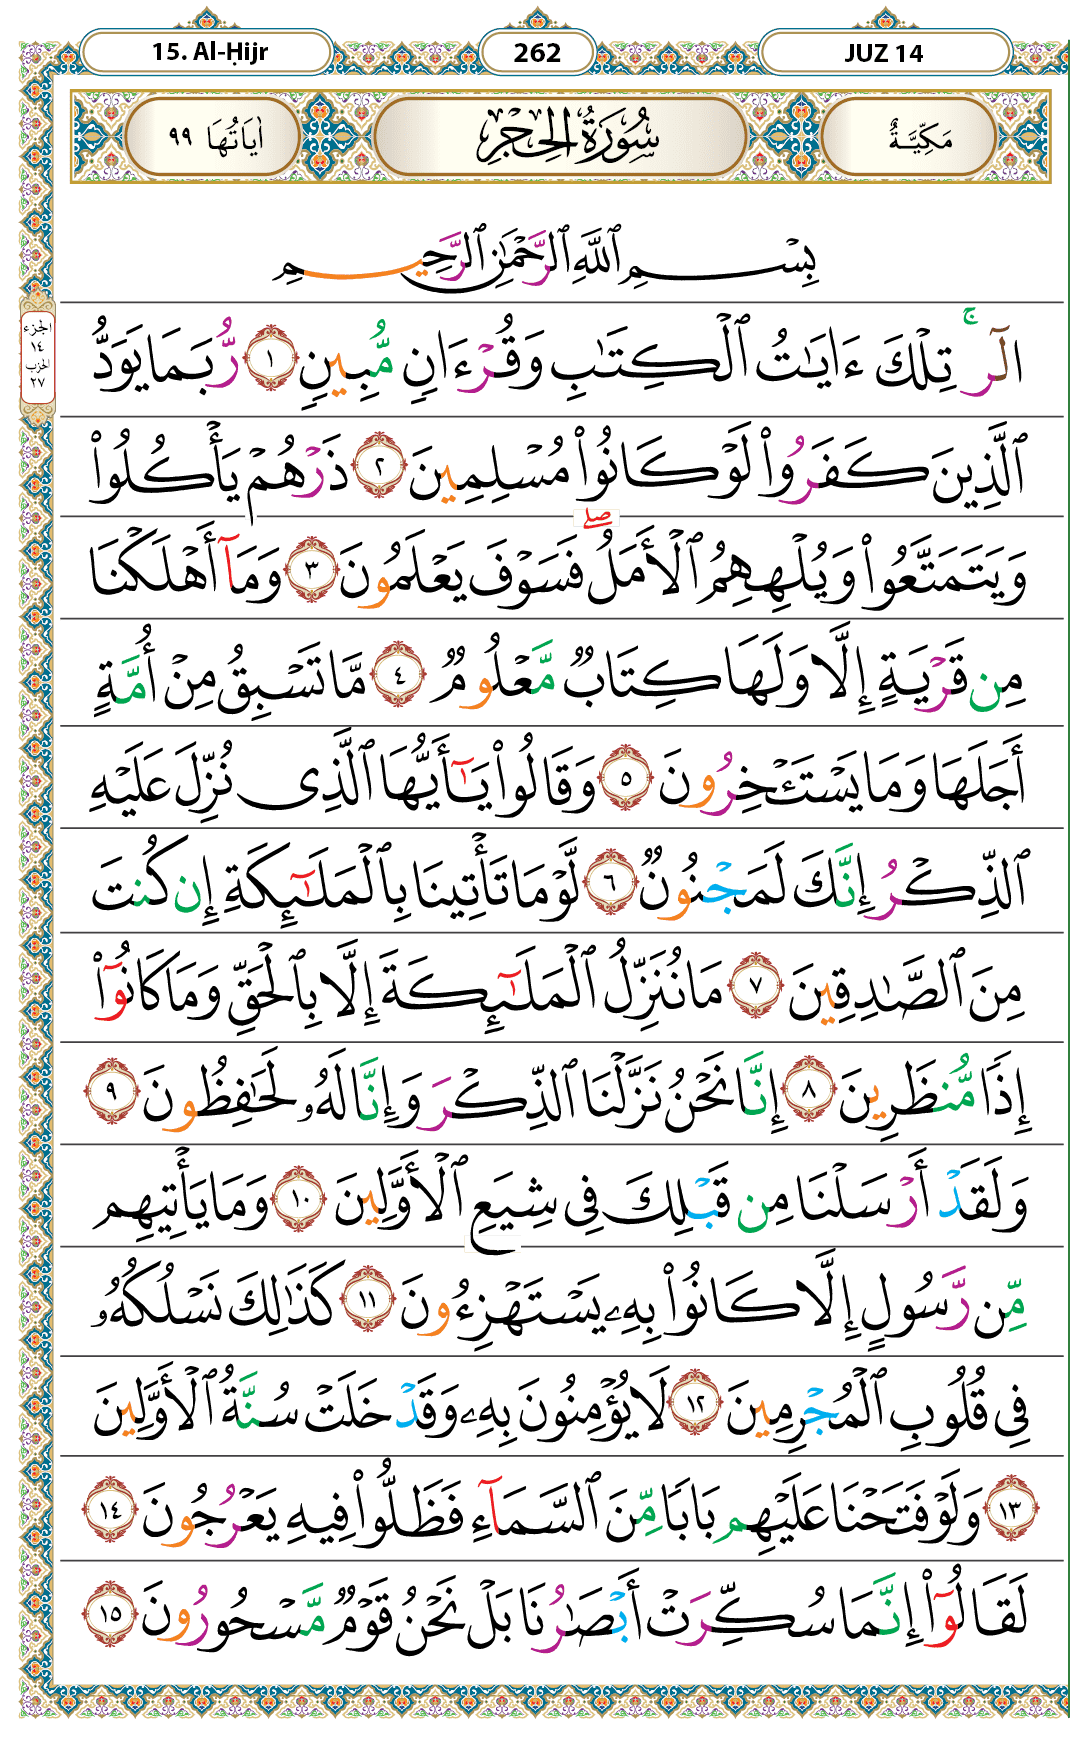 15. Al-Ḥijr 262 JUZ 14
مَكِّيَّةٌ سُورَةُ الْحِجْرِ اٰيَاتُهَا ٩٩
بِسْمِ ٱللَّهِ ٱلرَّحْمَٰنِ ٱلرَّحِيمِ
الٓر ۚ تِلْكَ ءَايَٰتُ ٱلْكِتَٰبِ وَقُرْءَانٍ مُّبِينٍ ١ رُّبَمَا يَوَدُّ
ٱلَّذِينَ كَفَرُوا۟ لَوْ كَانُوا۟ مُسْلِمِينَ ٢ ذَرْهُمْ يَأْكُلُوا۟
وَيَتَمَتَّعُوا۟ وَيُلْهِهِمُ ٱلْأَمَلُ ۖ فَسَوْفَ يَعْلَمُونَ ٣ وَمَآ أَهْلَكْنَا
مِن قَرْيَةٍ إِلَّا وَلَهَا كِتَابٌ مَّعْلُومٌ ٤ مَّا تَسْبِقُ مِنْ أُمَّةٍ
أَجَلَهَا وَمَا يَسْتَـْٔخِرُونَ ٥ وَقَالُوا۟ يَٰٓأَيُّهَا ٱلَّذِى نُزِّلَ عَلَيْهِ
ٱلذِّكْرُ إِنَّكَ لَمَجْنُونٌ ٦ لَّوْ مَا تَأْتِينَا بِٱلْمَلَٰٓئِكَةِ إِن كُنتَ
مِنَ ٱلصَّٰدِقِينَ ٧ مَا نُنَزِّلُ ٱلْمَلَٰٓئِكَةَ إِلَّا بِٱلْحَقِّ وَمَا كَانُوٓا۟
إِذًا مُّنظَرِينَ ٨ إِنَّا نَحْنُ نَزَّلْنَا ٱلذِّكْرَ وَإِنَّا لَهُۥ لَحَٰفِظُونَ ٩
وَلَقَدْ أَرْسَلْنَا مِن قَبْلِكَ فِى شِيَعِ ٱلْأَوَّلِينَ ١٠ وَمَا يَأْتِيهِم
مِّن رَّسُولٍ إِلَّا كَانُوا۟ بِهِۦ يَسْتَهْزِءُونَ ١١ كَذَٰلِكَ نَسْلُكُهُۥ
فِى قُلُوبِ ٱلْمُجْرِمِينَ ١٢ لَا يُؤْمِنُونَ بِهِۦ وَقَدْ خَلَتْ سُنَّةُ ٱلْأَوَّلِينَ
١٣ وَلَوْ فَتَحْنَا عَلَيْهِم بَابًا مِّنَ ٱلسَّمَآءِ فَظَلُّوا۟ فِيهِ يَعْرُجُونَ ١٤
لَقَالُوٓا۟ إِنَّمَا سُكِّرَتْ أَبْصَٰرُنَا بَلْ نَحْنُ قَوْمٌ مَّسْحُورُونَ ١٥
الجزء
١٤
الحزب
٢٧